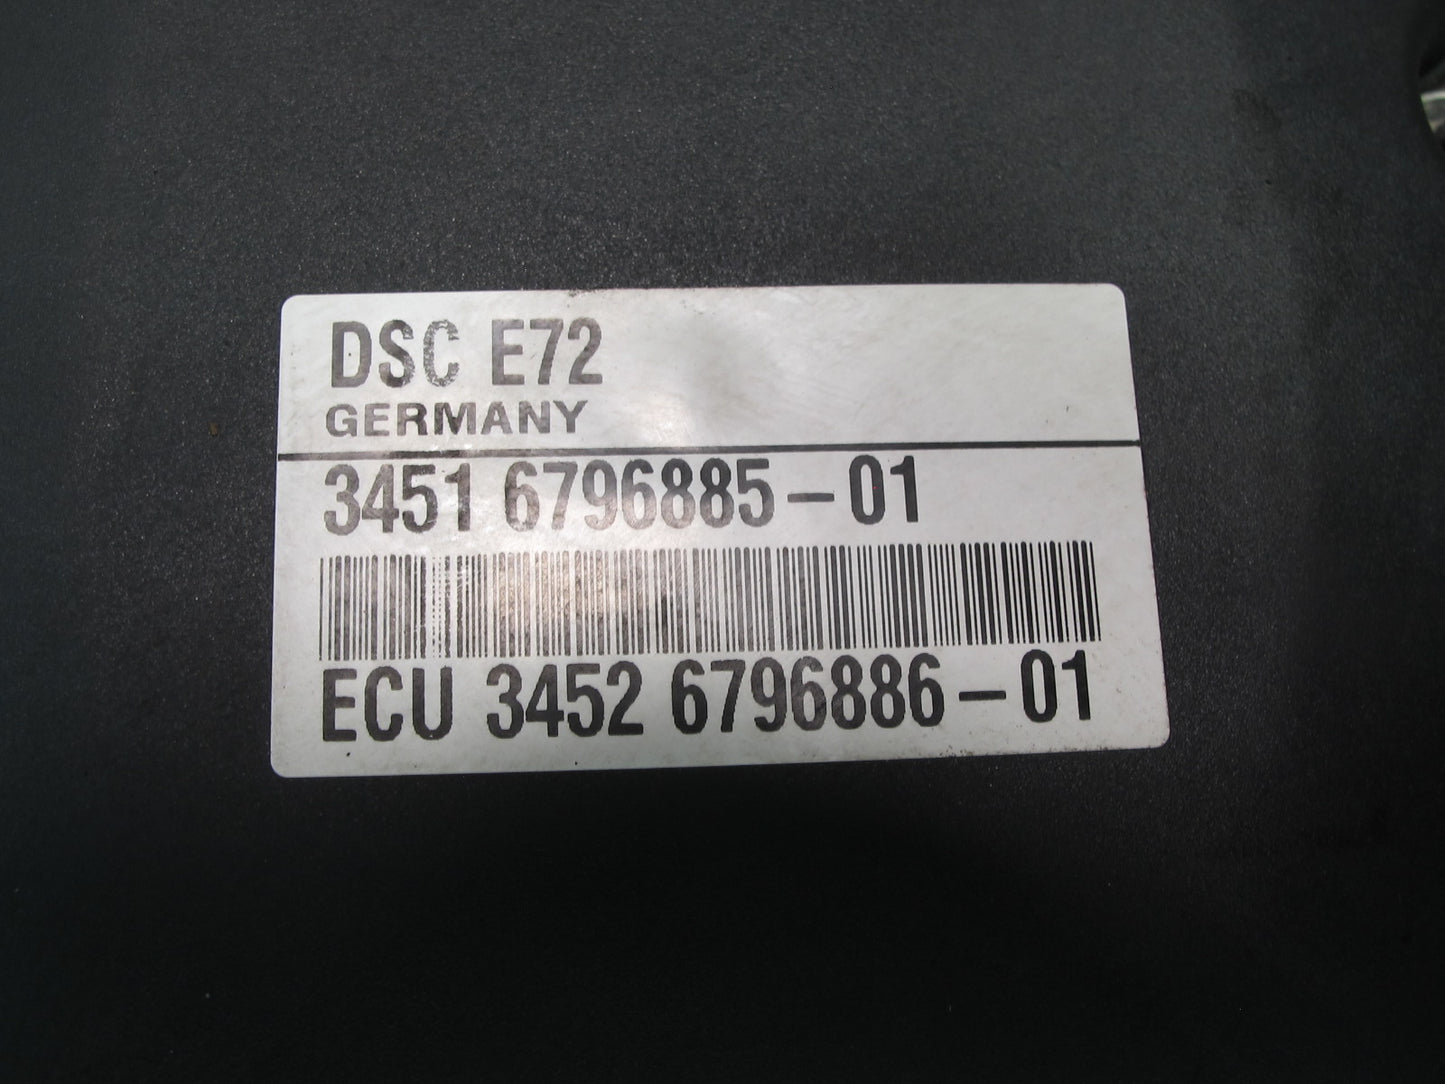 DSC E72
GERMANY
3451 6796885-01
ECU 3452 6796886-01